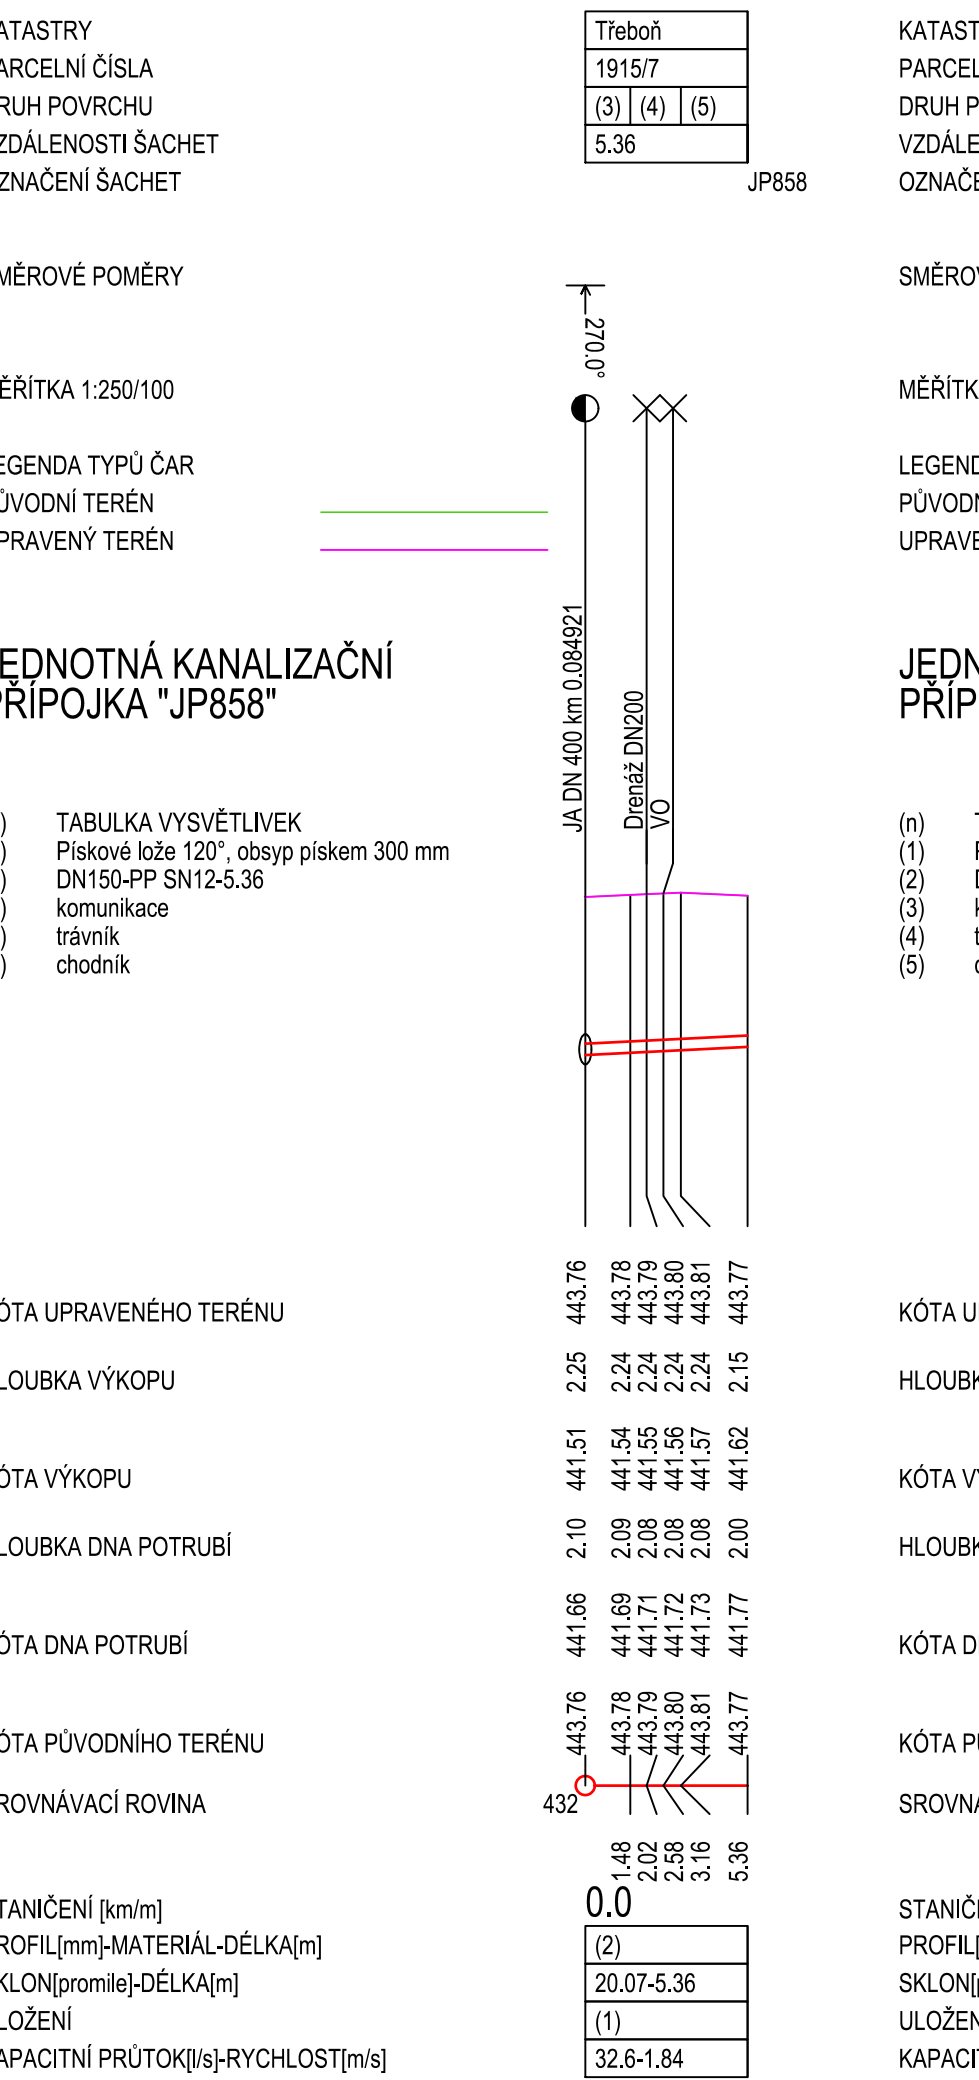 ATASTRY Třeboň KATAST
ARCELNÍ ČÍSLA 1915/7 PARCEL
RUH POVRCHU (3) (4) (5) DRUH P
ZDÁLENOSTI ŠACHET 5.36 VZDÁLE
ZNAČENÍ ŠACHET JP858 OZNAČE
MĚROVÉ POMĚRY SMĚROV
270.0°
ĚŘÍTKA 1:250/100 MĚŘÍTK
EGENDA TYPŮ ČAR LEGEND
ŮVODNÍ TERÉN PŮVODN
PRAVENÝ TERÉN UPRAVE
JA DN 400 km 0.084921
Drenáž DN200
VO
EDNOTNÁ KANALIZAČNÍ JEDN
PŘÍPOJKA "JP858" PŘÍP
) TABULKA VYSVĚTLIVEK (n) T
) Pískové lože 120°, obsyp pískem 300 mm (1) P
) DN150-PP SN12-5.36 (2) D
) komunikace (3) k
) trávník (4) t
) chodník (5) c
ÓTA UPRAVENÉHO TERÉNU 443.76 443.78 443.79 443.80 443.81 443.77 KÓTA U
LOUBKA VÝKOPU 2.25 2.24 2.24 2.24 2.24 2.15 HLOUBK
ÓTA VÝKOPU 441.51 441.54 441.55 441.56 441.57 441.62 KÓTA VÝ
LOUBKA DNA POTRUBÍ 2.10 2.09 2.08 2.08 2.08 2.00 HLOUBK
ÓTA DNA POTRUBÍ 441.66 441.69 441.71 441.72 441.73 441.77 KÓTA D
ÓTA PŮVODNÍHO TERÉNU 443.76 443.78 443.79 443.80 443.81 443.77 KÓTA PŮ
ROVNÁVACÍ ROVINA 432 SROVNÁ
1.48 2.02 2.58 3.16 5.36
TANIČENÍ [km/m] 0.0 STANIČE
ROFIL[mm]-MATERIÁL-DÉLKA[m] (2) PROFIL[
KLON[promile]-DÉLKA[m] 20.07-5.36 SKLON[p
LOŽENÍ (1) ULOŽEN
APACITNÍ PRŮTOK[l/s]-RYCHLOST[m/s] 32.6-1.84 KAPACIT